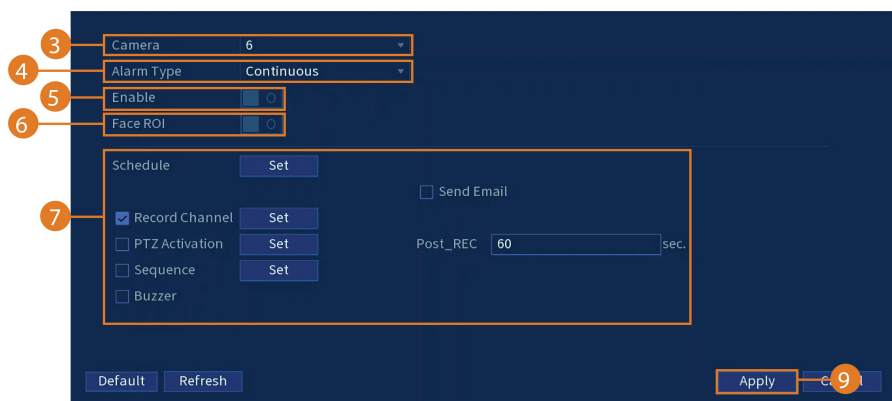 3 Camera 6
4 Alarm Type Continuous
5 Enable
6 Face ROI
Schedule Set
Send Email
7 Record Channel Set
PTZ Activation Set Post_REC 60 sec.
Sequence Set
Buzzer
Default Refresh Apply 9